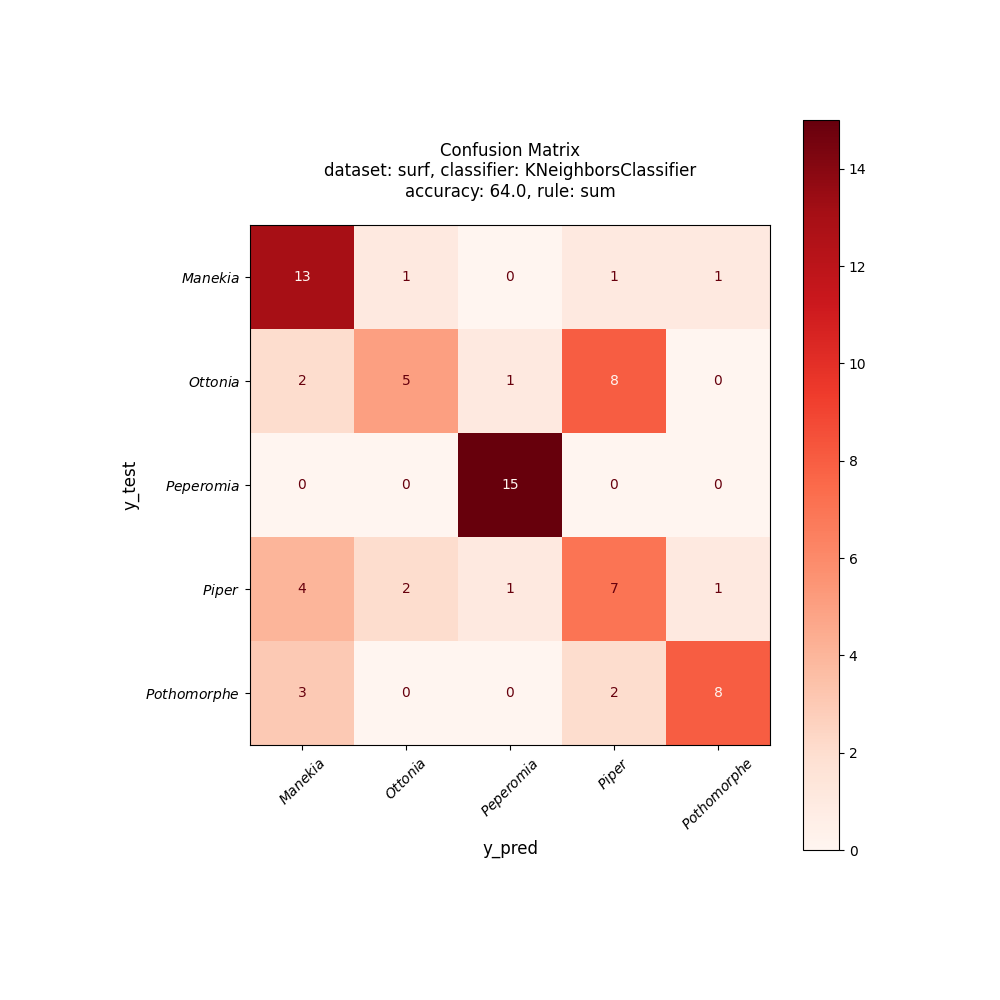 Confusion Matrix
dataset: surf, classifier: KNeighborsClassifier
accuracy: 64.0, rule: sum
Manekia 13 1 0 1 1
Ottonia 2 5 1 8 0
Peperomia 0 0 15 0 0
Piper 4 2 1 7 1
Pothomorphe 3 0 0 2 8
y_test
Manekia Ottonia Peperomia Piper Pothomorphe
y_pred
14
12
10
8
6
4
2
0